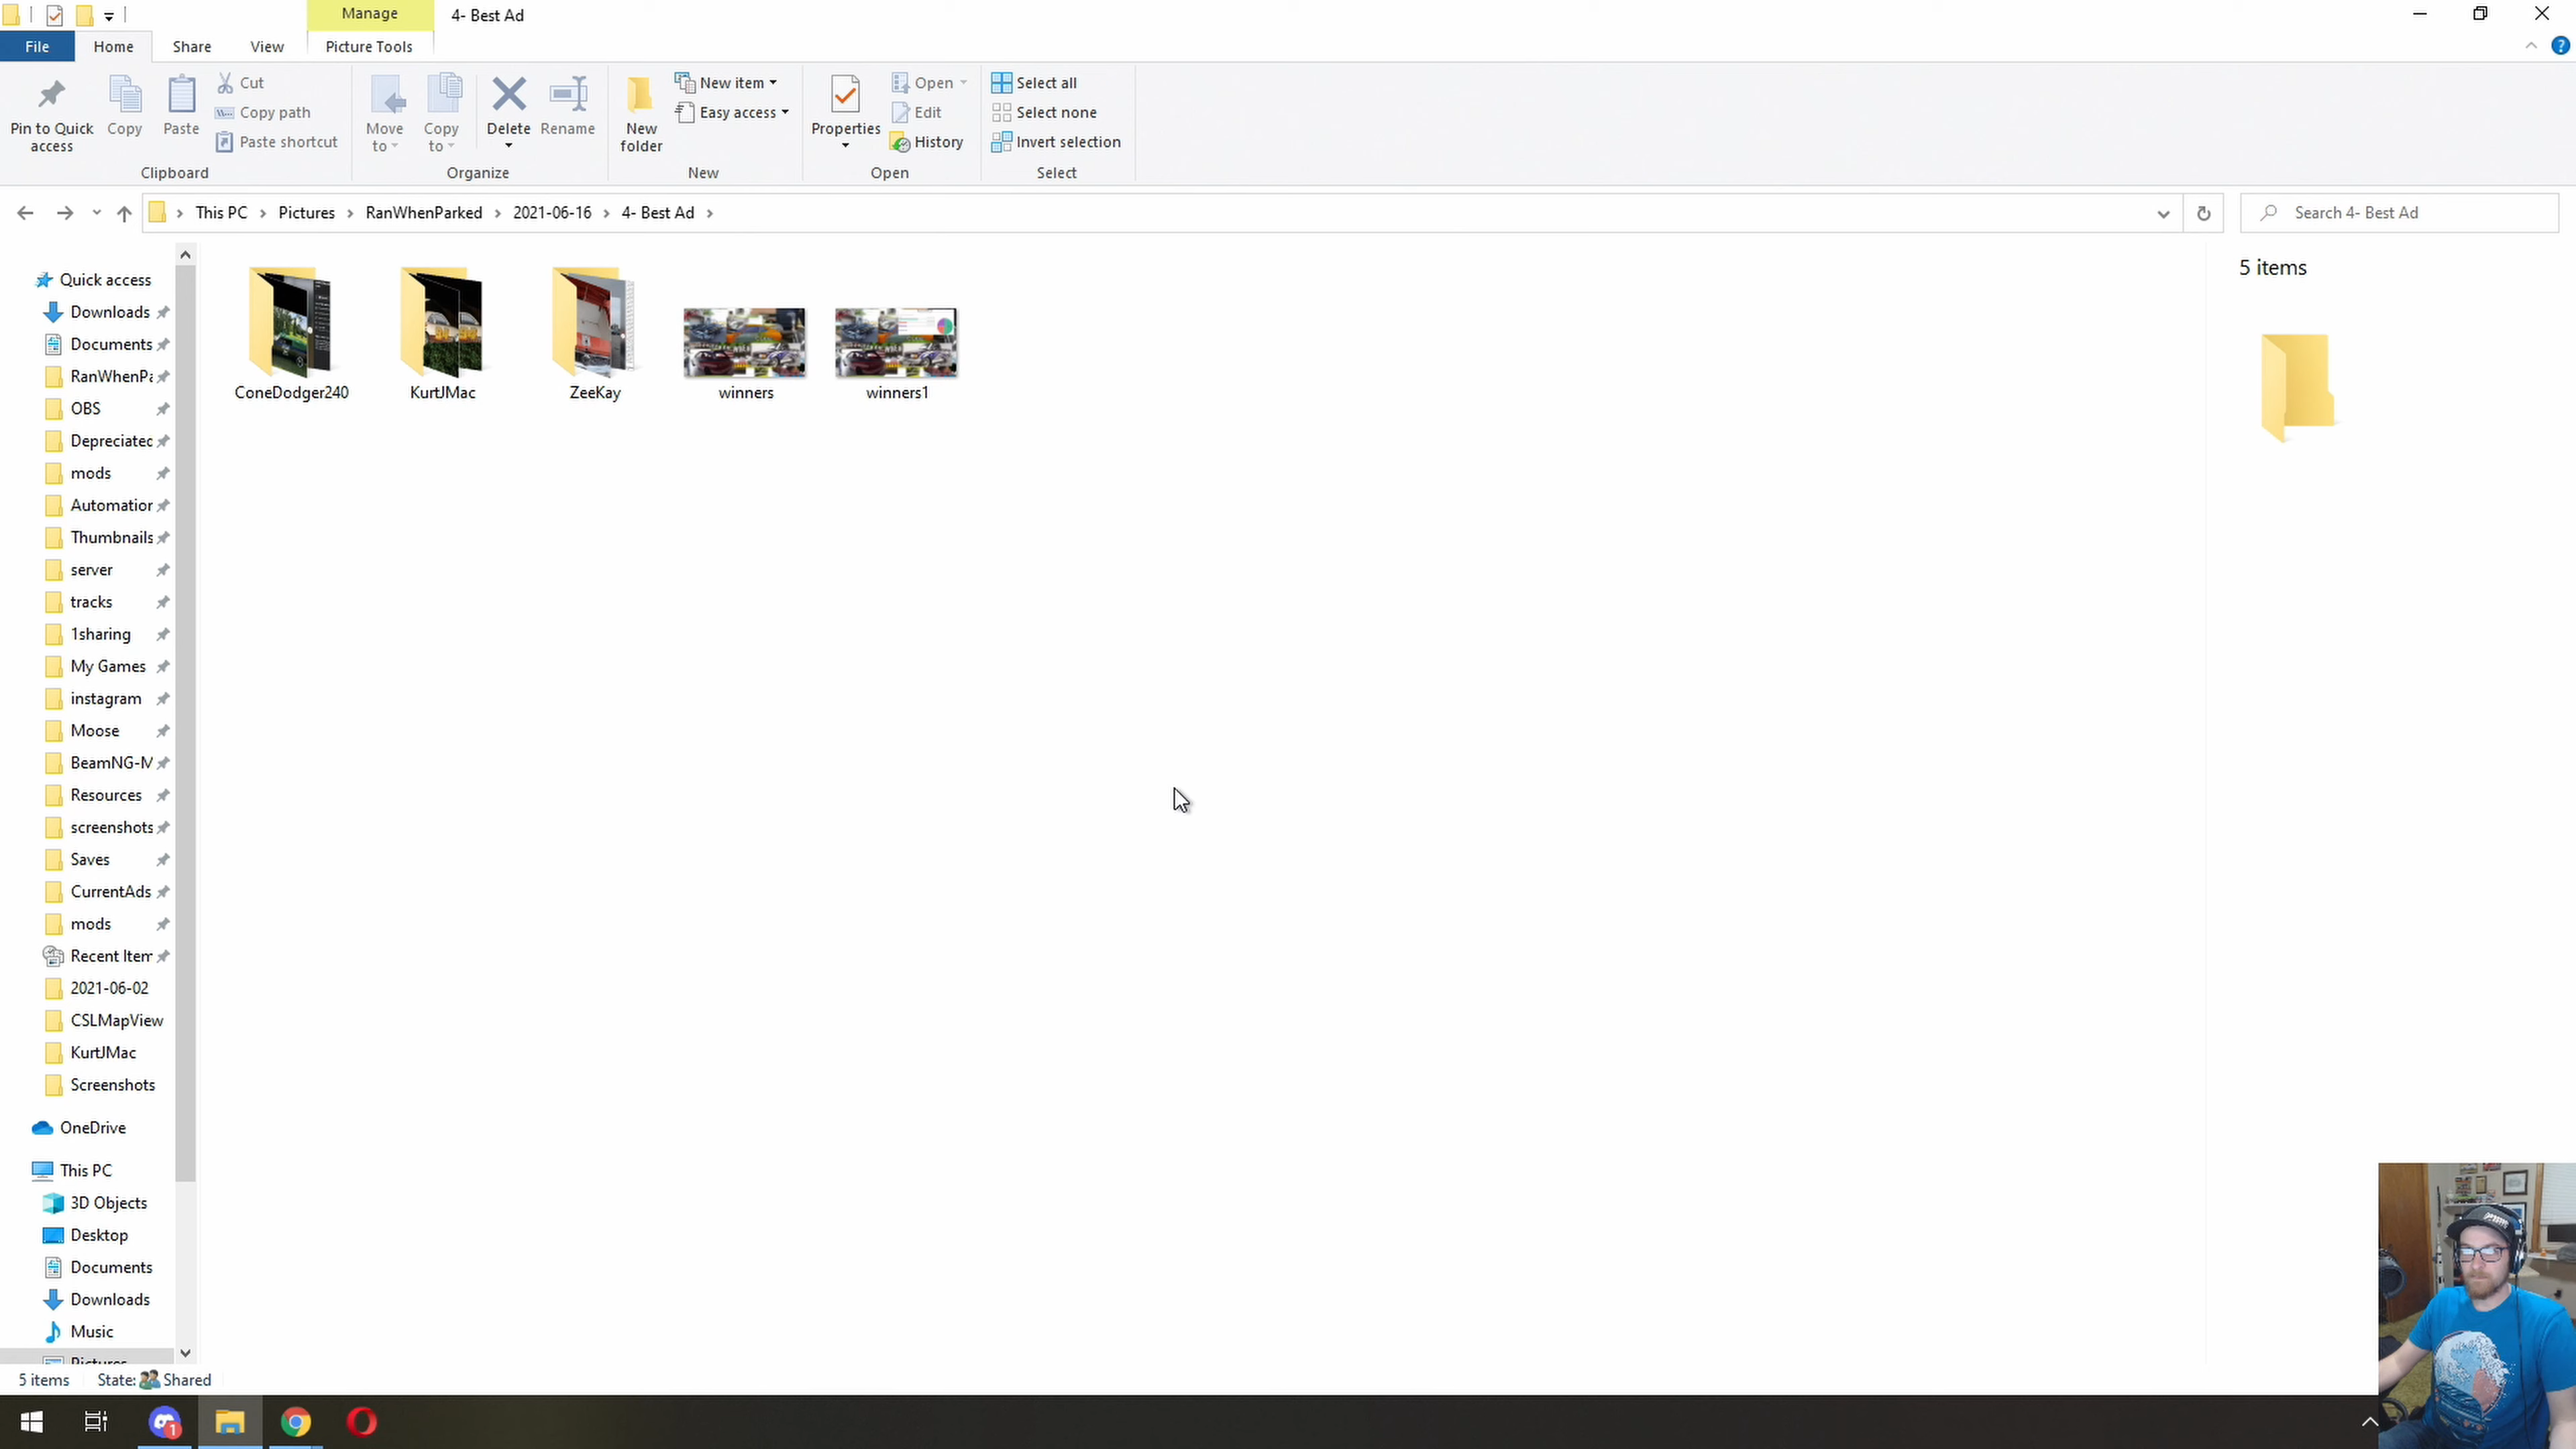 Manage
4- Best Ad
File
Home
Share
View
Picture Tools
Pin to Quick access
Copy
Paste
Cut
Copy path
Paste shortcut
Clipboard
Move to
Copy to
Delete
Rename
Organize
New folder
New item
Easy access
New
Properties
Open
Edit
History
Open
Select all
Select none
Invert selection
Select
This PC
Pictures
RanWhenParked
2021-06-16
4- Best Ad
Search 4- Best Ad
Quick access
Downloads
Documents
RanWhenPa
OBS
Depreciated
mods
Automation
Thumbnails
server
tracks
1sharing
My Games
instagram
Moose
BeamNG-M
Resources
screenshots
Saves
CurrentAds
mods
Recent Item
2021-06-02
CSLMapView
KurtJMac
Screenshots
OneDrive
This PC
3D Objects
Desktop
Documents
Downloads
Music
Pictures
ConeDodger240
KurtJMac
ZeeKay
winners
winners1
5 items
5 items
State: Shared
1